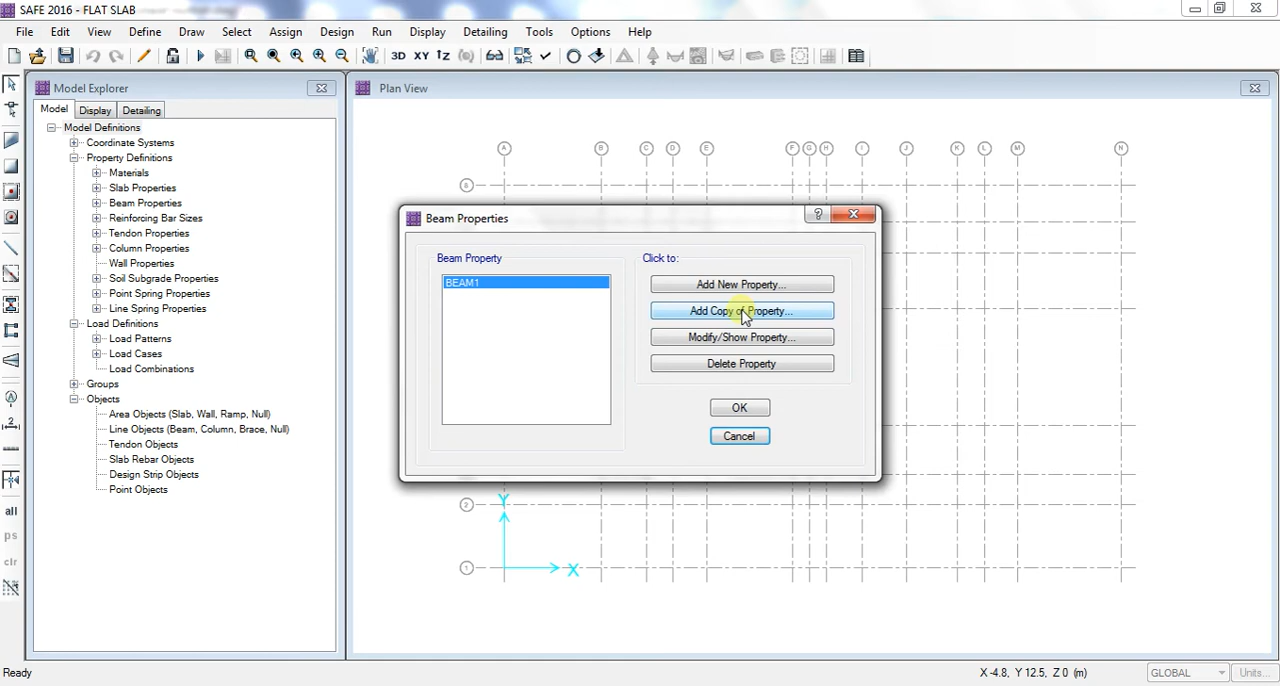 SAFE 2016 - FLAT SLAB
File Edit View Define Draw Select Assign Design Run Display Detailing Tools Options Help
3D XY
Model Explorer
Plan View
Model Display Detailing
Model Definitions
Coordinate Systems
Property Definitions
Materials
Slab Properties
Beam Properties
Reinforcing Bar Sizes
Tendon Properties
Column Properties
Wall Properties
Soil Subgrade Properties
Point Spring Properties
Line Spring Properties
Load Definitions
Load Patterns
Load Cases
Load Combinations
Groups
Objects
Area Objects (Slab, Wall, Ramp, Null)
Line Objects (Beam, Column, Brace, Null)
Tendon Objects
Slab Rebar Objects
Design Strip Objects
Point Objects
all
ps
clr
A B C D E F G H I J K L M N
8
Beam Properties
?
Beam Property
BEAM1
Click to:
Add New Property...
Add Copy of Property...
Modify/Show Property...
Delete Property
OK
Cancel
2
Y
1
X
Ready
X -4.8, Y 12.5, Z 0 (m)
GLOBAL
Units...